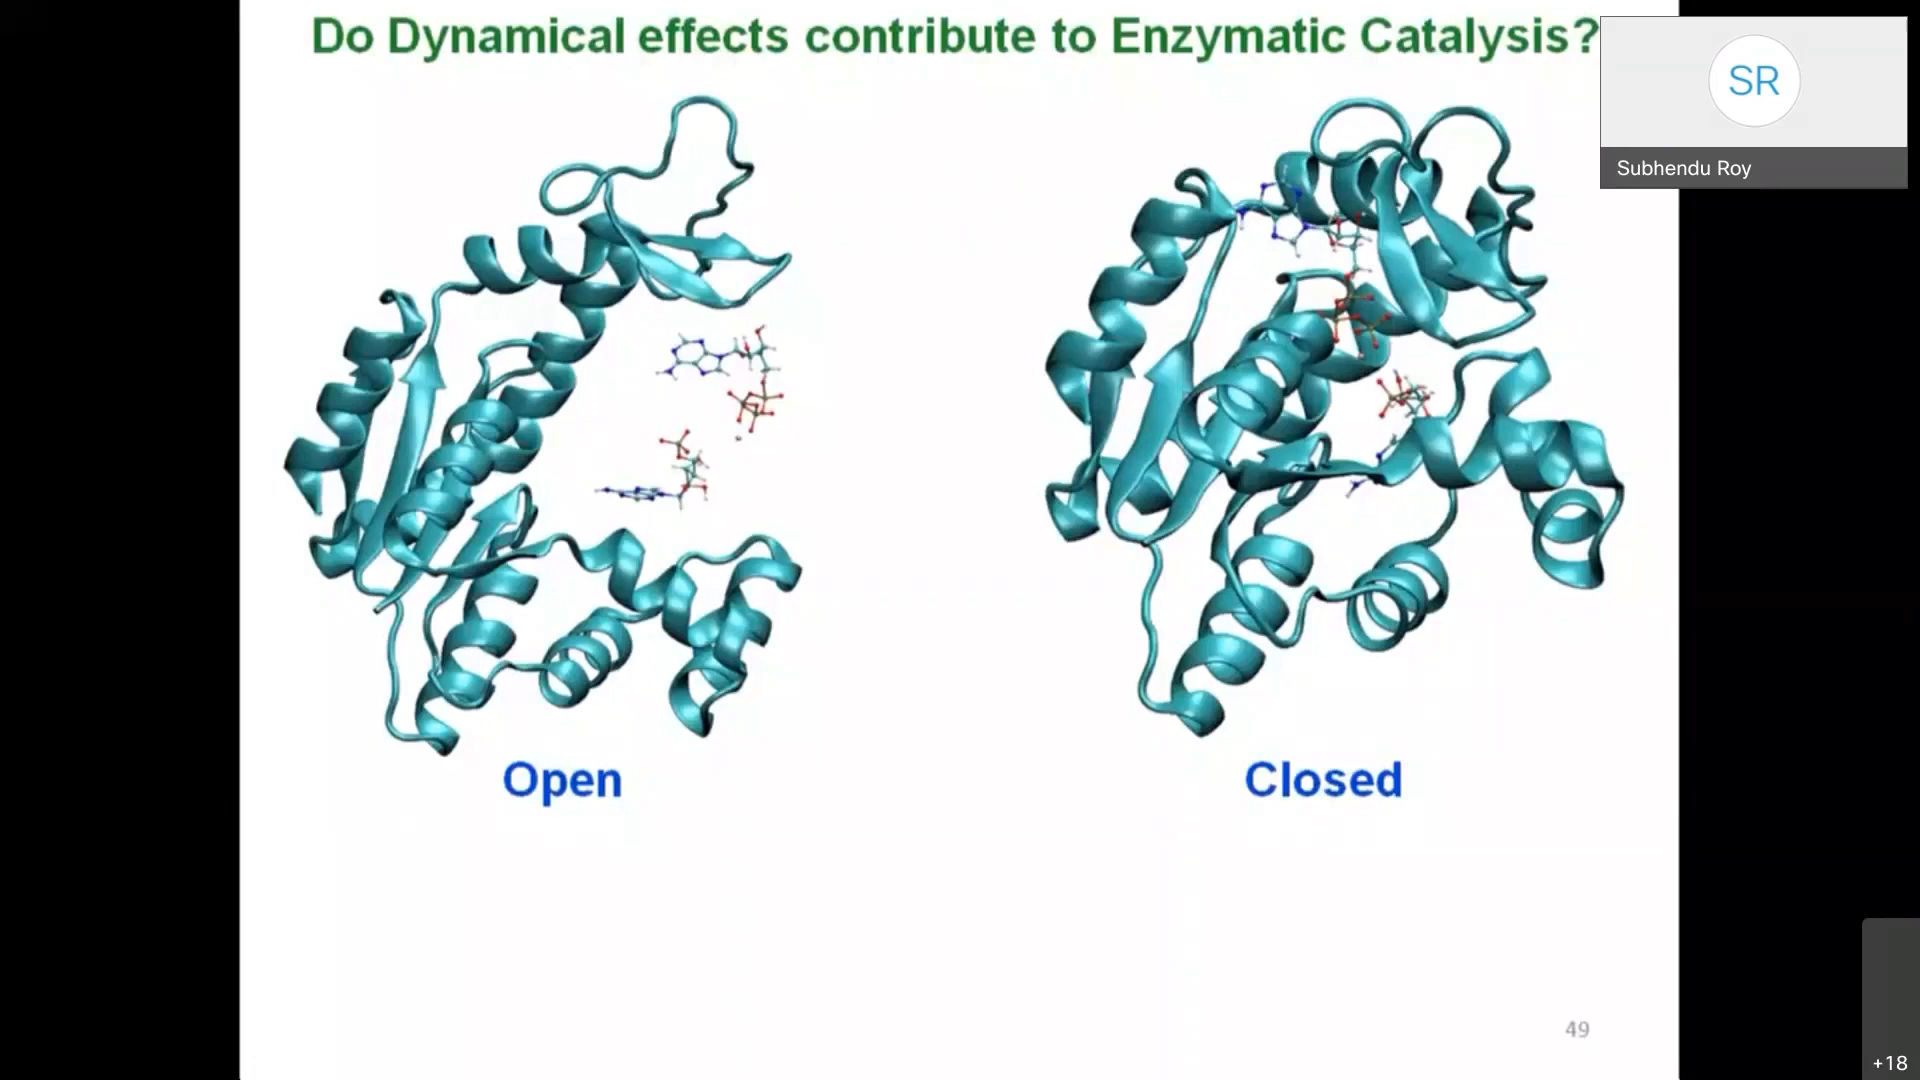 Do Dynamical effects contribute to Enzymatic Catalysis?
SR
Subhendu Roy
Open
Closed
49
+18